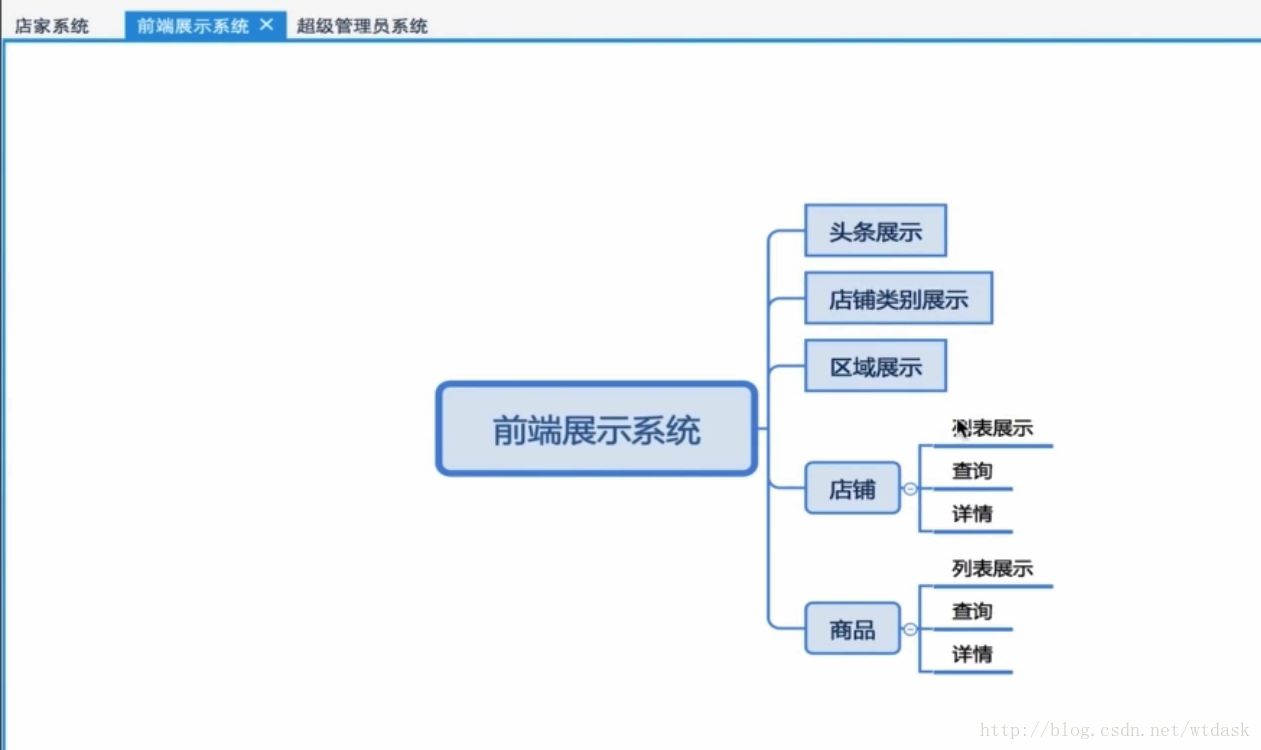 店家系统 前端展示系统 × 超级管理员系统
头条展示
店铺类别展示
区域展示
前端展示系统
店铺
列表展示
查询
详情
商品
列表展示
查询
详情
http://blog.csdn.net/wtdask